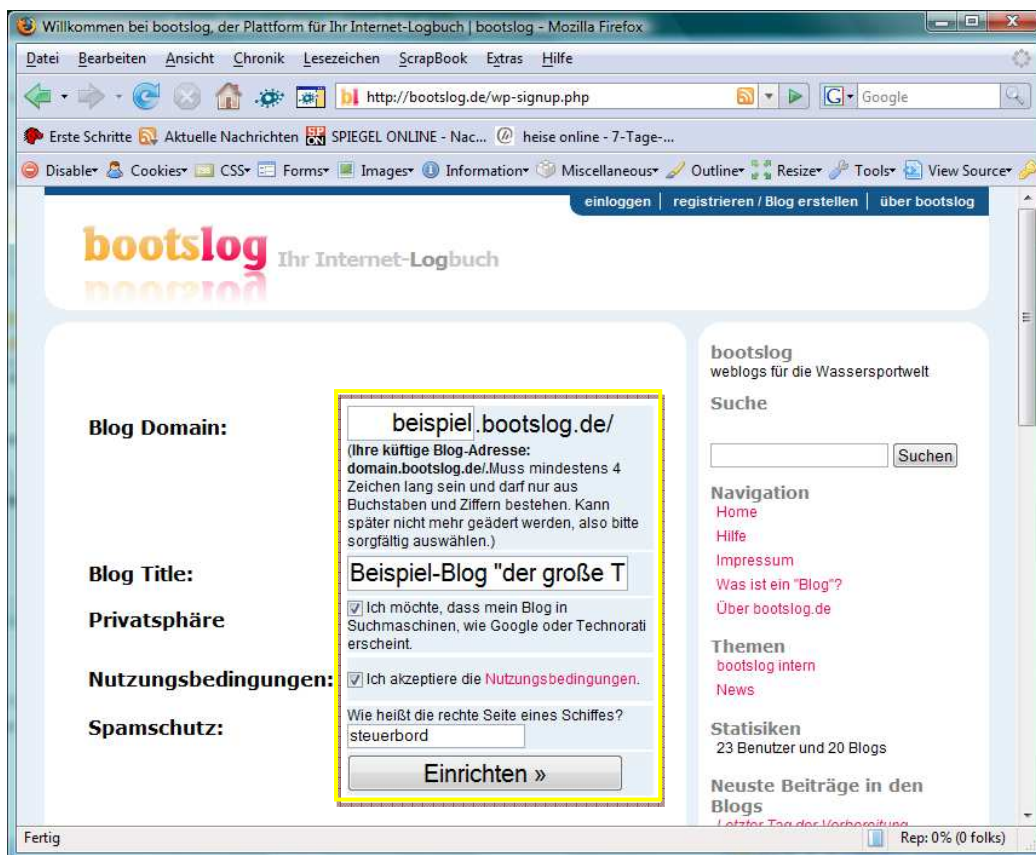 Willkommen bei bootslog, der Plattform für Ihr Internet-Logbuch | bootslog - Mozilla Firefox
Datei Bearbeiten Ansicht Chronik Lesezeichen ScrapBook Extras Hilfe
http://bootslog.de/wp-signup.php
Google
Erste Schritte Aktuelle Nachrichten SPIEGEL ONLINE - Nac... heise online - 7-Tage-...
Disable Cookies CSS Forms Images Information Miscellaneous Outline Resize Tools View Source
einloggen | registrieren / Blog erstellen | über bootslog
bootslog Ihr Internet-Logbuch
Blog Domain:
beispiel.bootslog.de/
(Ihre küftige Blog-Adresse:
domain.bootslog.de/.Muss mindestens 4
Zeichen lang sein und darf nur aus
Buchstaben und Ziffern bestehen. Kann
später nicht mehr geädert werden, also bitte
sorgfältig auswählen.)
Blog Title:
Beispiel-Blog "der große T
Privatsphäre
Ich möchte, dass mein Blog in
Suchmaschinen, wie Google oder Technorati
erscheint.
Nutzungsbedingungen:
Ich akzeptiere die Nutzungsbedingungen.
Spamschutz:
Wie heißt die rechte Seite eines Schiffes?
steuerbord
Einrichten »
bootslog
weblogs für die Wassersportwelt
Suche
Suchen
Navigation
Home
Hilfe
Impressum
Was ist ein "Blog"?
Über bootslog.de
Themen
bootslog intern
News
Statisiken
23 Benutzer und 20 Blogs
Neuste Beiträge in den
Blogs
Letzter Tag der Vorbereitung
Fertig
Rep: 0% (0 folks)